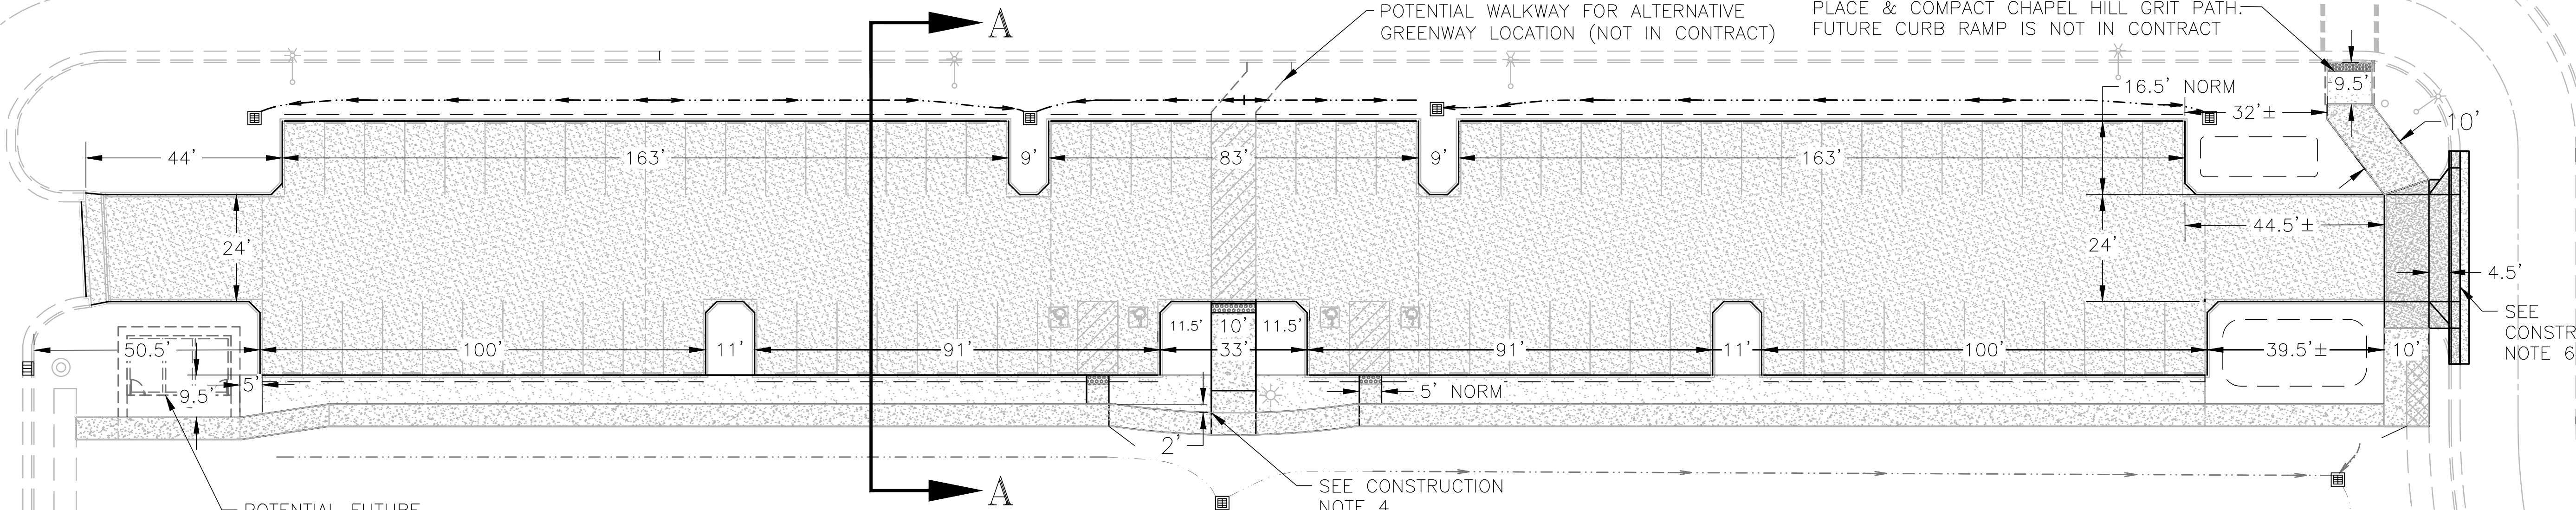 A
POTENTIAL WALKWAY FOR ALTERNATIVE
GREENWAY LOCATION (NOT IN CONTRACT)
PLACE & COMPACT CHAPEL HILL GRIT PATH.
FUTURE CURB RAMP IS NOT IN CONTRACT
16.5' NORM
9.5'
32'±
10'
44'
163'
9'
83'
9'
163'
24'
24'
44.5'±
4.5'
SEE
CONSTR
NOTE 6
50.5'
100'
11'
91'
11.5'
10'
11.5'
33'
91'
11'
100'
39.5'±
10'
5'
9.5'
5' NORM
2'
A
SEE CONSTRUCTION
NOTE 4
POTENTIAL FUTURE